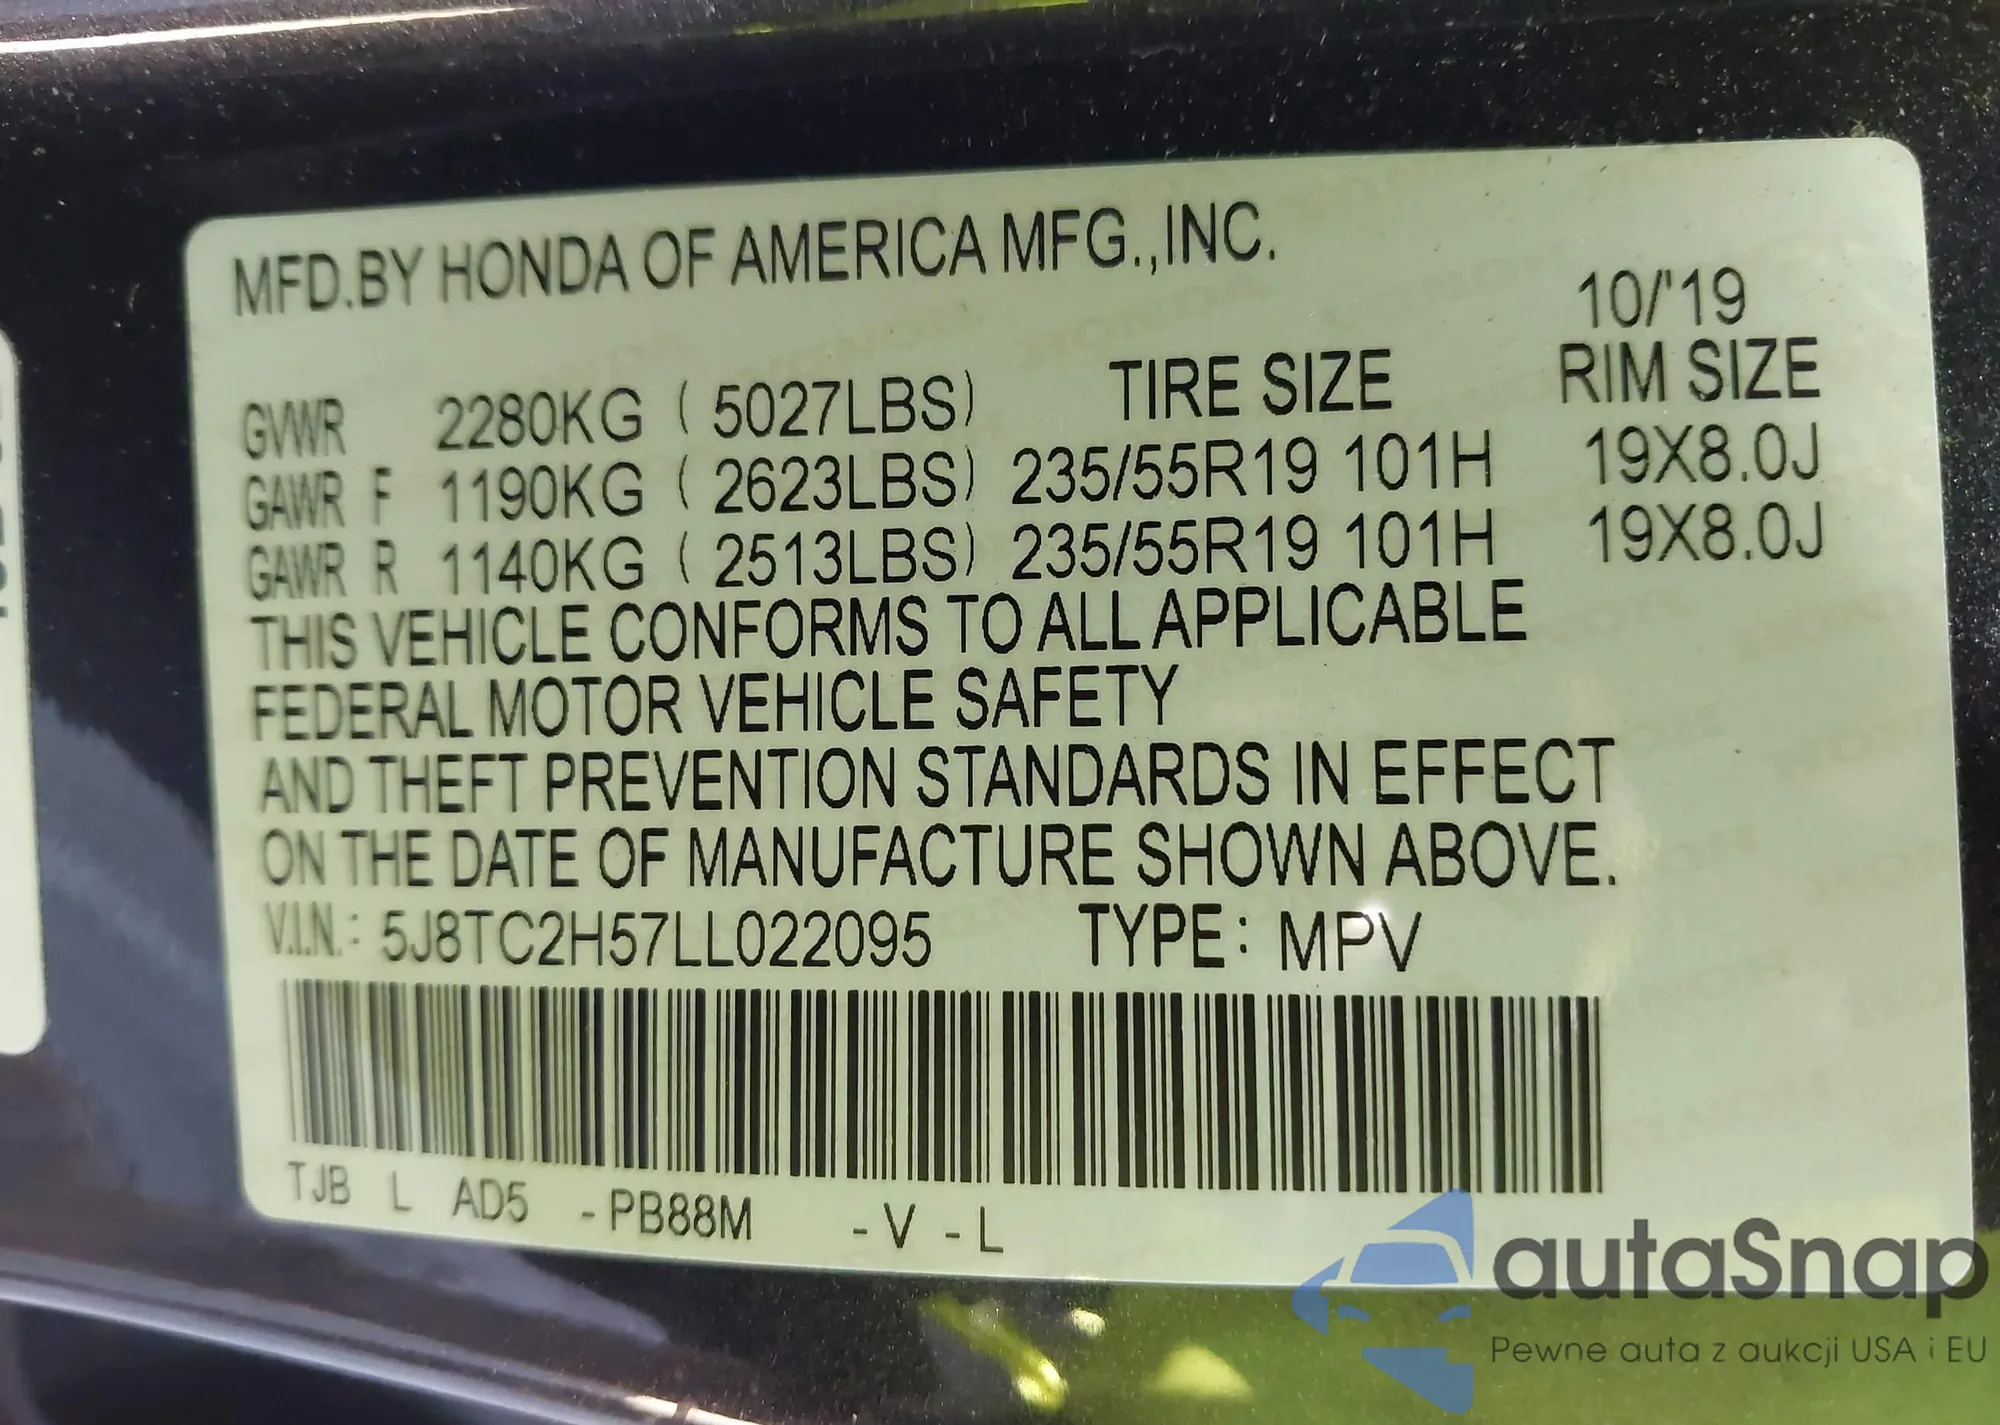 MFD.BY HONDA OF AMERICA MFG.,INC.
10/'19
GVWR 2280KG ( 5027LBS) TIRE SIZE RIM SIZE
GAWR F 1190KG ( 2623LBS) 235/55R19 101H 19X8.0J
GAWR R 1140KG ( 2513LBS) 235/55R19 101H 19X8.0J
THIS VEHICLE CONFORMS TO ALL APPLICABLE
FEDERAL MOTOR VEHICLE SAFETY
AND THEFT PREVENTION STANDARDS IN EFFECT
ON THE DATE OF MANUFACTURE SHOWN ABOVE.
V.I.N.: 5J8TC2H57LL022095 TYPE: MPV
TJB L AD5 - PB88M - V - L
autaSnap
Pewne auta z aukcji USA i EU